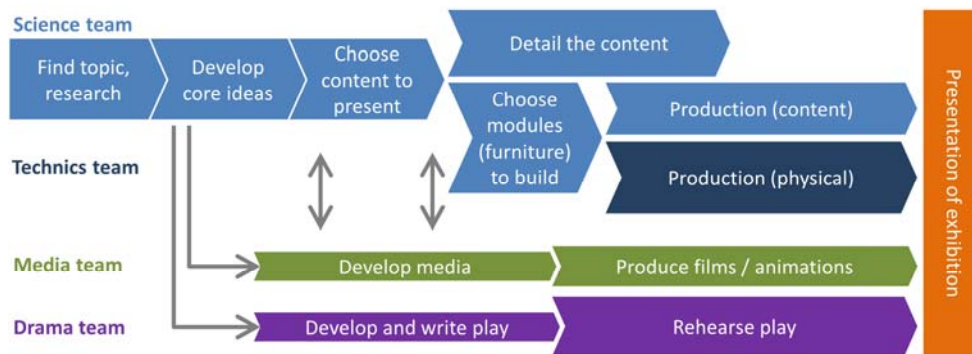 Science team
Find topic,
research
Develop
core ideas
Choose
content to
present
Detail the content
Choose
modules
(furniture)
to build
Production (content)
Technics team
Production (physical)
Media team
Develop media
Produce films / animations
Drama team
Develop and write play
Rehearse play
Presentation of exhibition